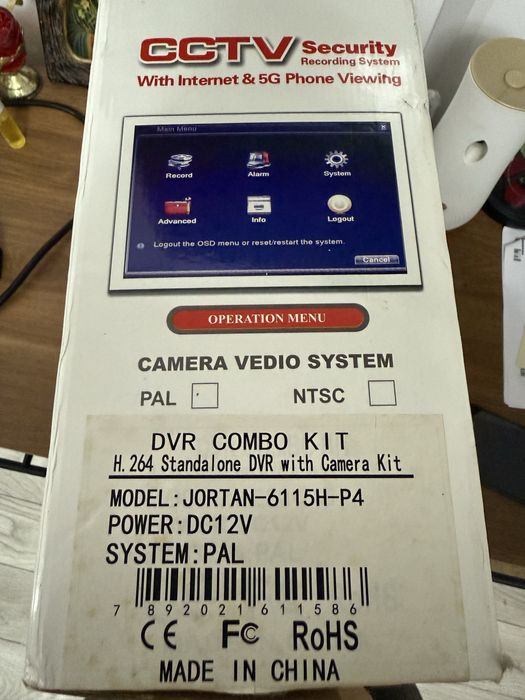 CCTV Security
Recording System
With Internet & 5G Phone Viewing
Main Menu
Record Alarm System
Advanced Info Logout
Logout the OSD menu or reset/restart the system.
Cancel
OPERATION MENU
CAMERA VEDIO SYSTEM
PAL NTSC
DVR COMBO KIT
H.264 Standalone DVR with Camera Kit
MODEL:JORTAN-6115H-P4
POWER:DC12V
SYSTEM:PAL
7 892021 611586
CE FC RoHS
MADE IN CHINA